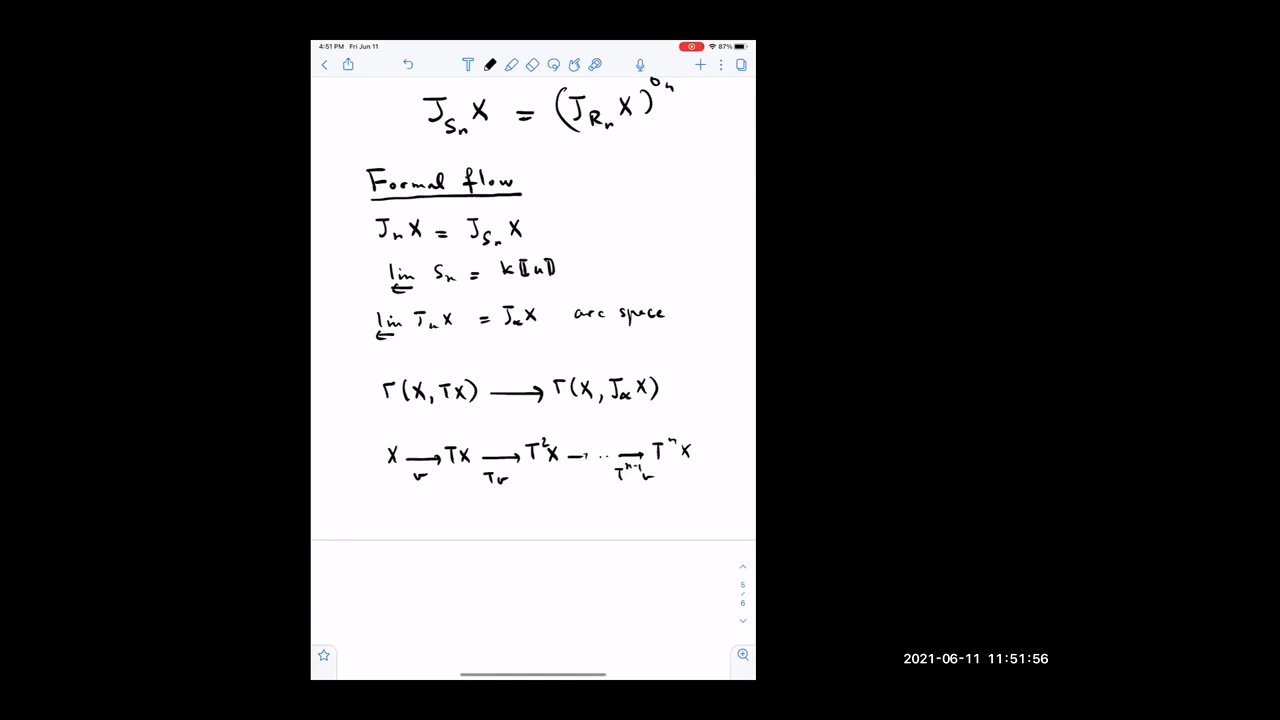 4:51 PM Fri Jun 11
87%
J_{S_n} X = (J_{R_n} X)^{σ_n}
Formal flow
J_n X = J_{S_n} X
lim S_n = k⟦u⟧
lim J_n X = J_∞ X arc space
Γ(X, TX) ⟶ Γ(X, J_∞ X)
X ⟶ TX ⟶ T²X → ·· ⟶ TⁿX
v Tv T^{n-1}v
5
/
6
2021-06-11 11:51:56